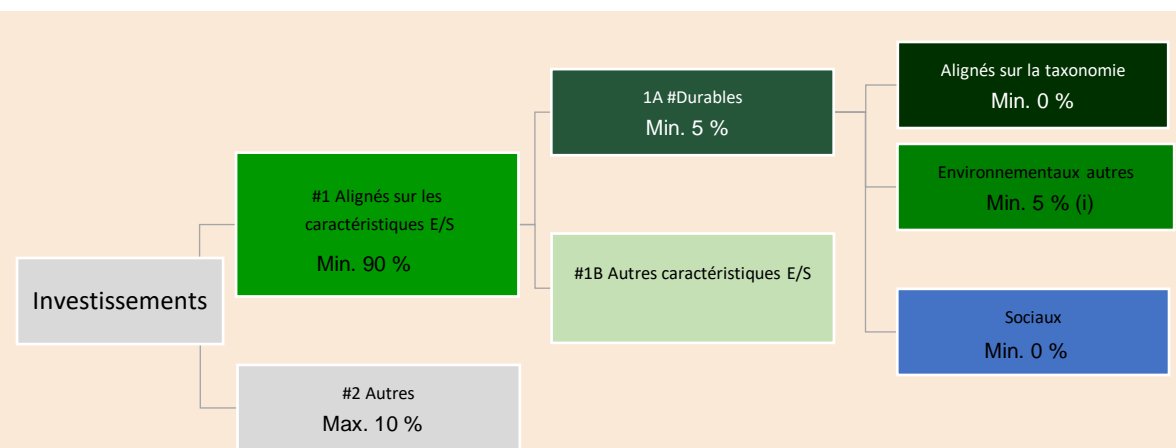 Investissements
#1 Alignés sur les
caractéristiques E/S
Min. 90 %
#2 Autres
Max. 10 %
1A #Durables
Min. 5 %
#1B Autres caractéristiques E/S
Alignés sur la taxonomie
Min. 0 %
Environnementaux autres
Min. 5 % (i)
Sociaux
Min. 0 %